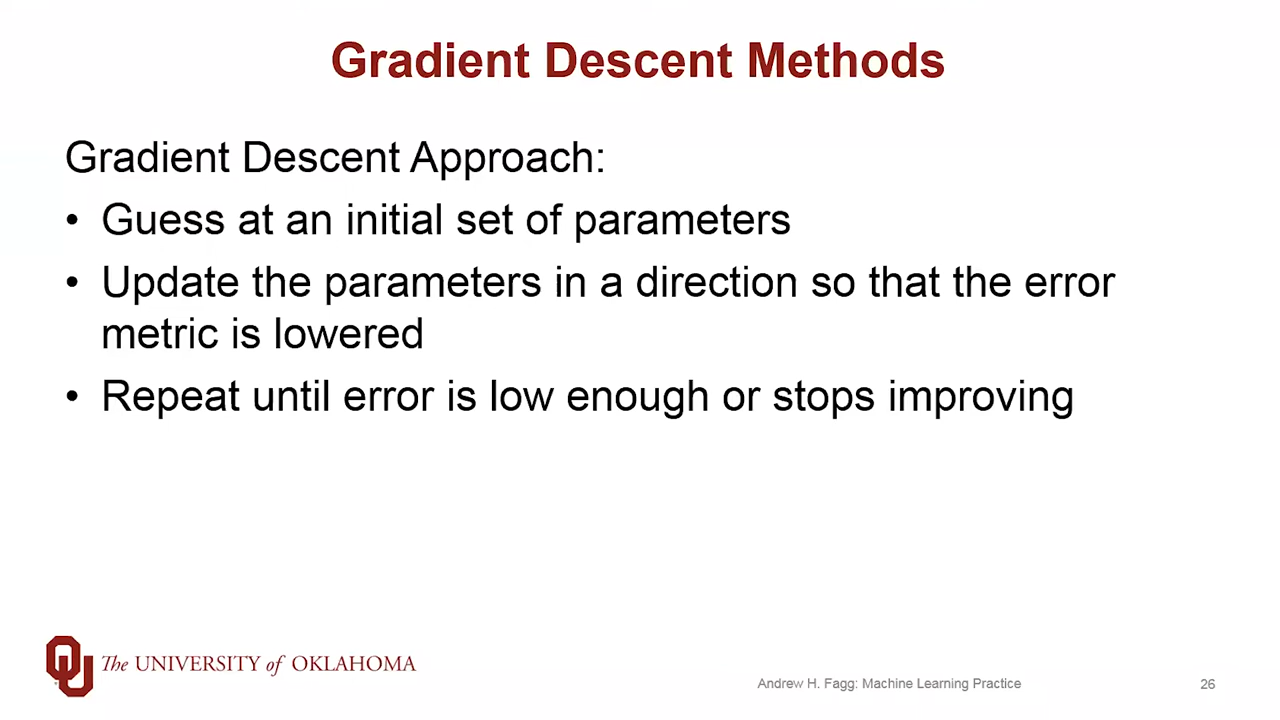 Gradient Descent Methods
Gradient Descent Approach:
• Guess at an initial set of parameters
• Update the parameters in a direction so that the error
metric is lowered
• Repeat until error is low enough or stops improving
The UNIVERSITY of OKLAHOMA
Andrew H. Fagg: Machine Learning Practice
26